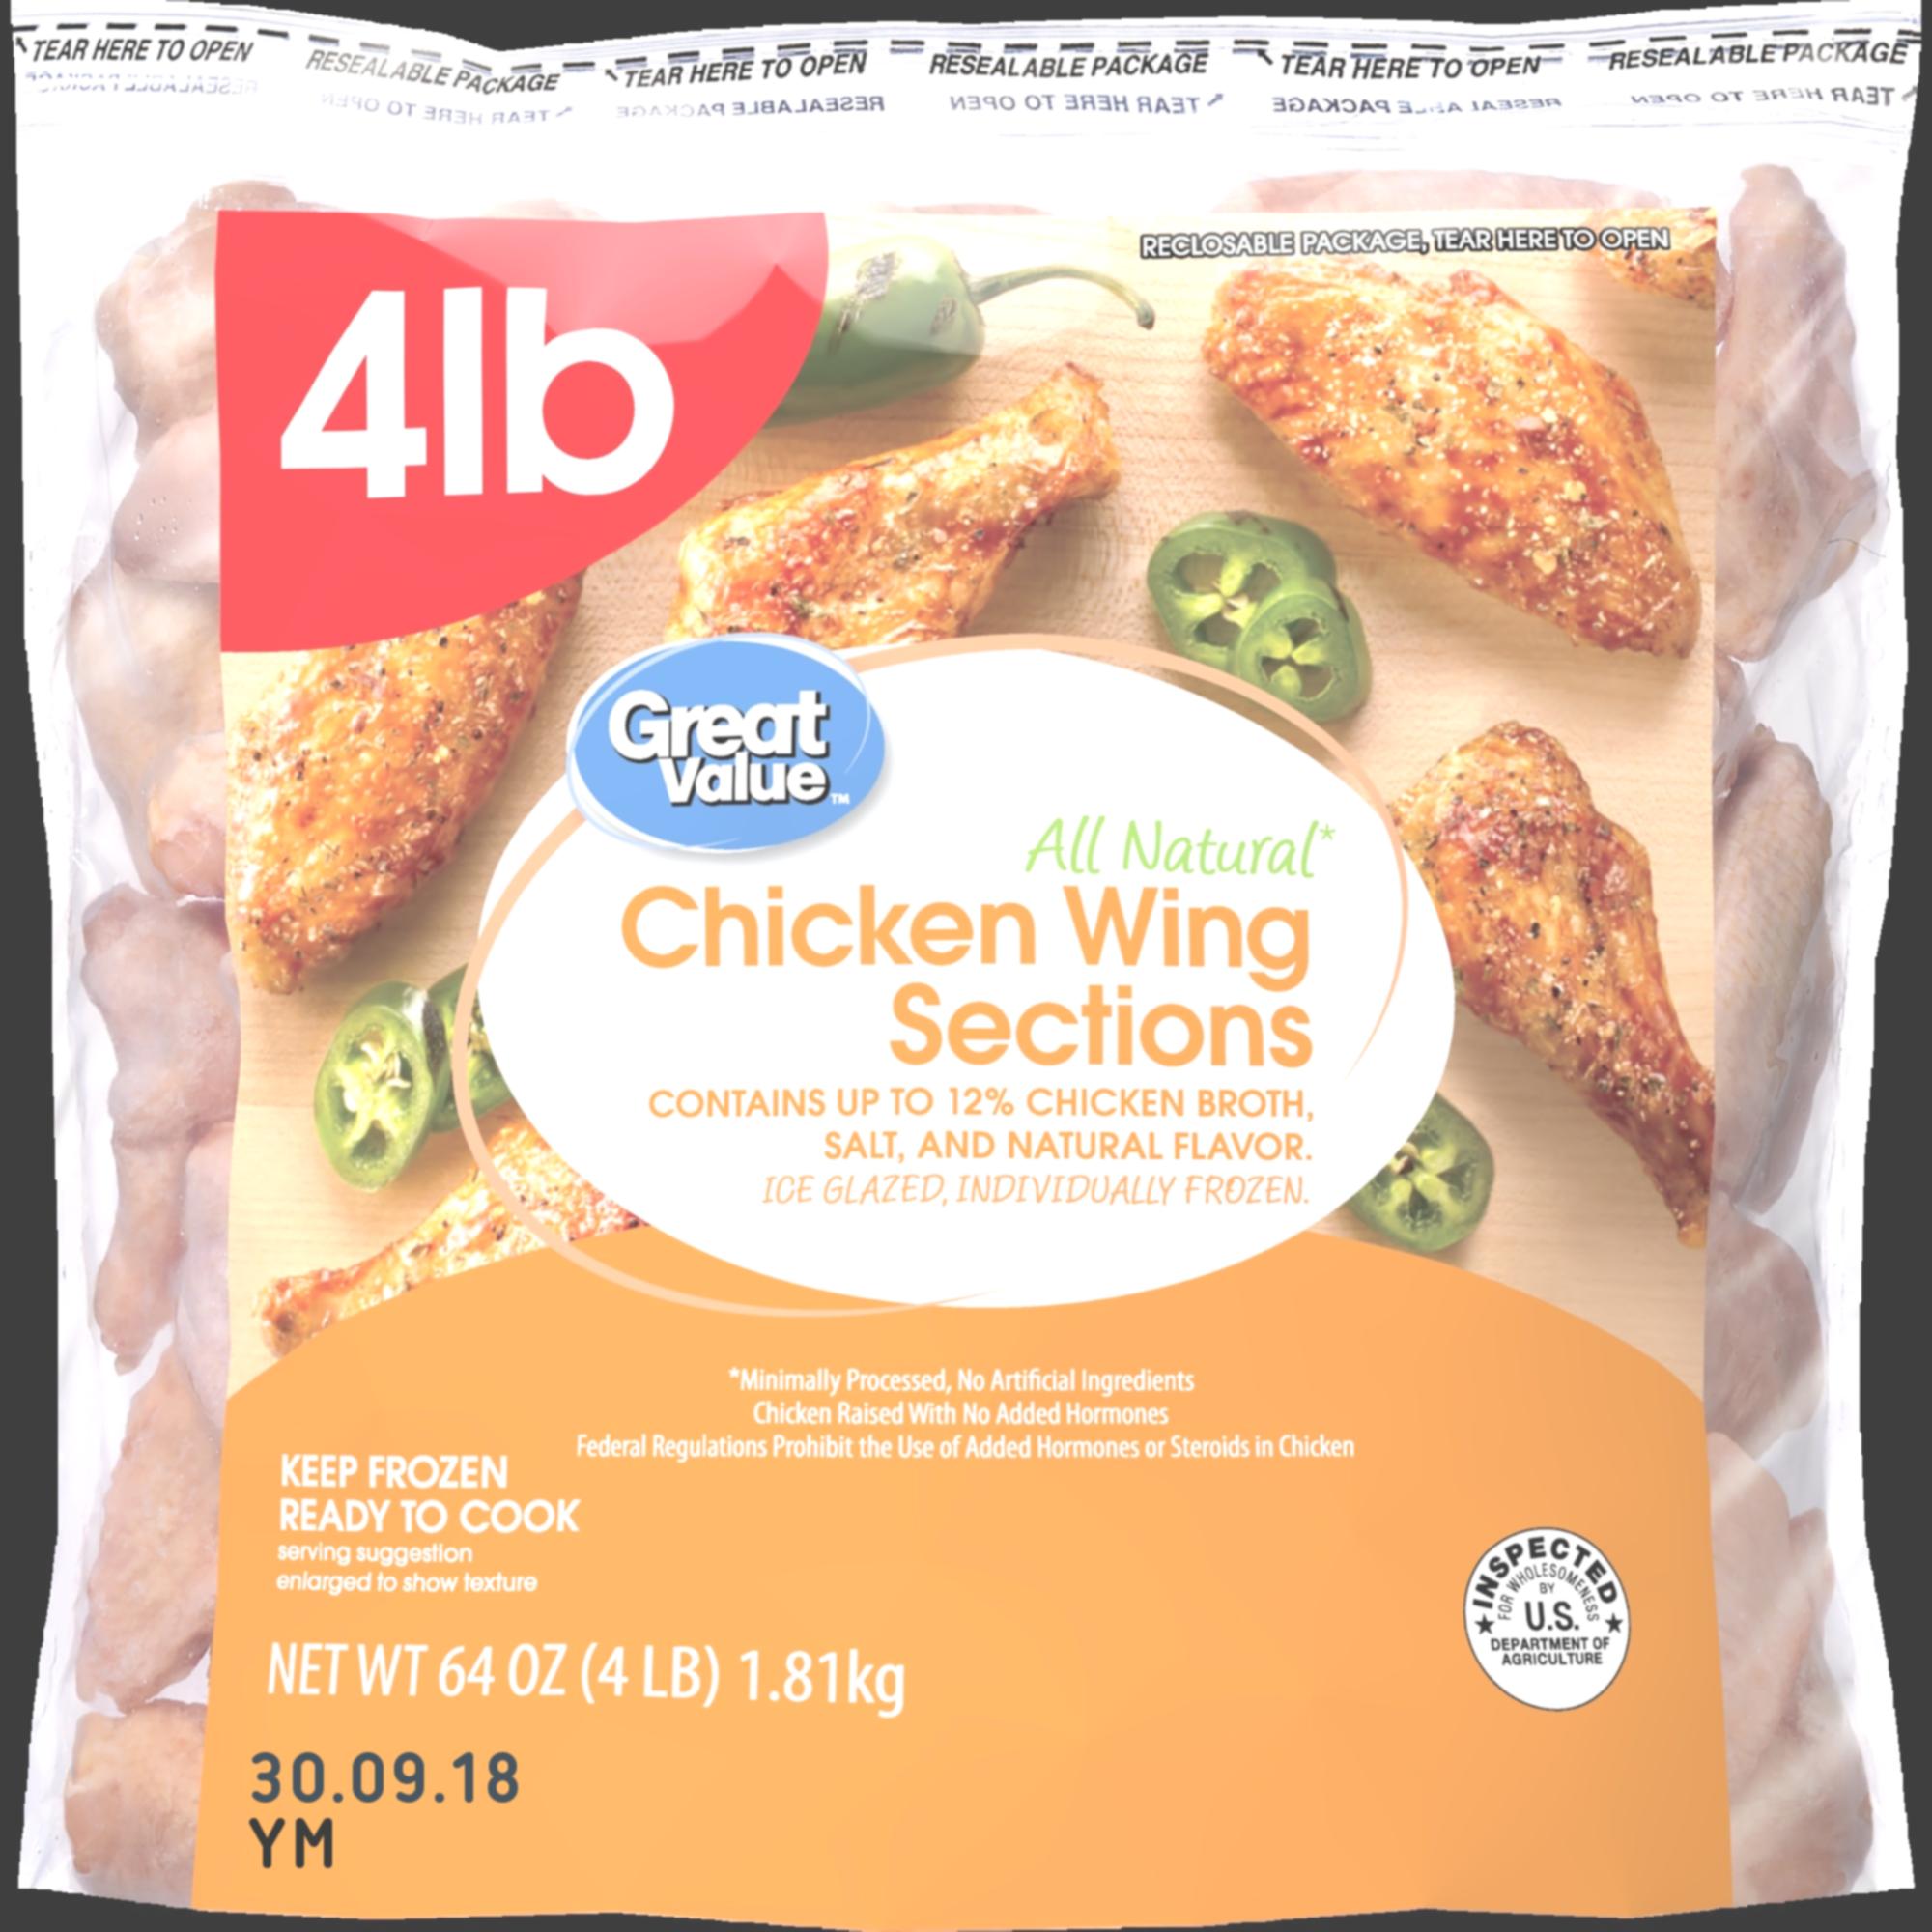 TEAR HERE TO OPEN RESEALABLE PACKAGE TEAR HERE TO OPEN RESEALABLE PACKAGE TEAR HERE TO OPEN RESEALABLE PACKAGE
RESEALABLE PACKAGE TEAR HERE TO OPEN RESEALABLE PACKAGE TEAR HERE TO OPEN RESEALABLE PACKAGE TEAR HERE TO OPEN
RECLOSABLE PACKAGE, TEAR HERE TO OPEN
4lb
Great
Value™
All Natural*
Chicken Wing
Sections
CONTAINS UP TO 12% CHICKEN BROTH,
SALT, AND NATURAL FLAVOR.
ICE GLAZED, INDIVIDUALLY FROZEN.
*Minimally Processed, No Artificial Ingredients
Chicken Raised With No Added Hormones
Federal Regulations Prohibit the Use of Added Hormones or Steroids in Chicken
KEEP FROZEN
READY TO COOK
serving suggestion
enlarged to show texture
INSPECTED
FOR WHOLESOMENESS
BY
U.S.
DEPARTMENT OF
AGRICULTURE
NET WT 64 OZ (4 LB) 1.81kg
30.09.18
YM